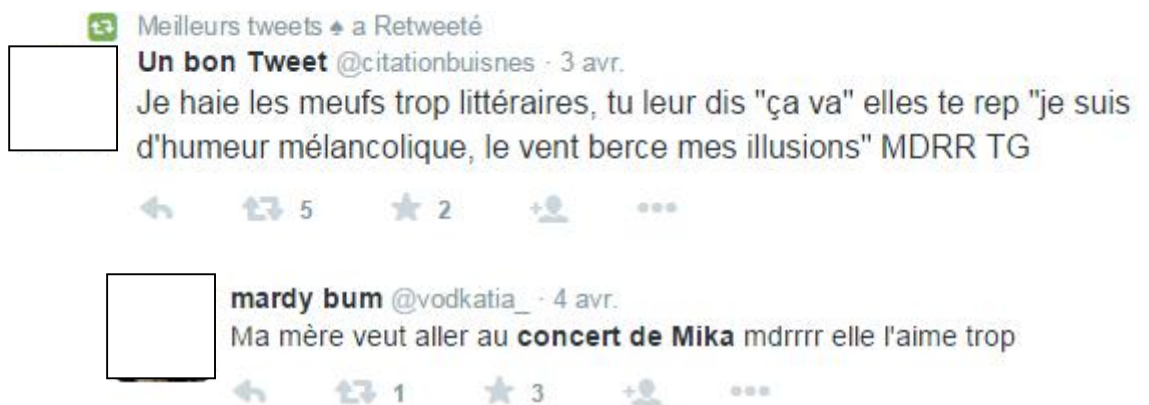 Meilleurs tweets ♠ a Retweeté
Un bon Tweet @citationbuisnes · 3 avr.
Je haie les meufs trop littéraires, tu leur dis "ça va" elles te rep "je suis
d'humeur mélancolique, le vent berce mes illusions" MDRR TG
5 2
mardy bum @vodkatia_ · 4 avr.
Ma mère veut aller au concert de Mika mdrrrr elle l'aime trop
1 3